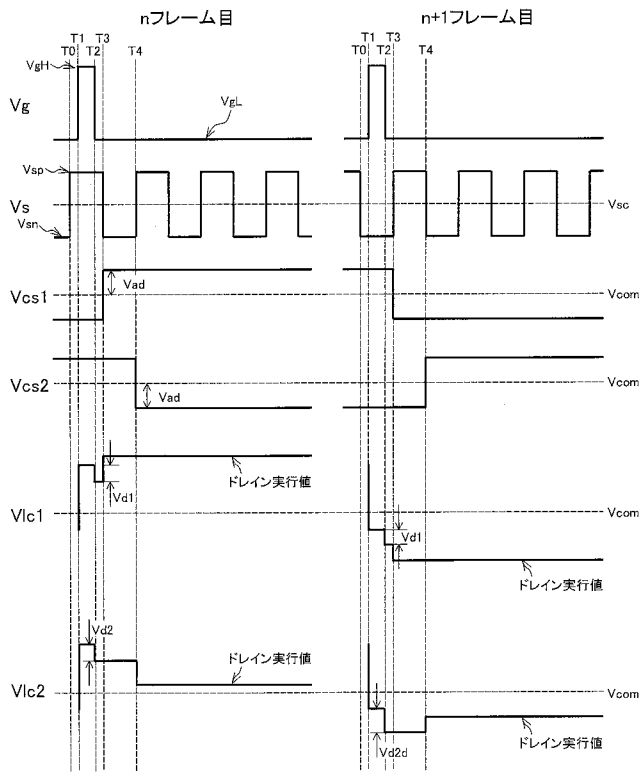 nフレーム目
n+1フレーム目
T1 T3
T0 T2 T4
T1 T3
T0 T2 T4
VgH
Vg
VgL
Vsp
Vs
Vsn
Vsc
Vcs1
Vad
Vcom
Vcs2
Vad
Vcom
ドレイン実行値
Vd1
Vlc1
Vcom
Vd1
ドレイン実行値
Vd2
ドレイン実行値
Vlc2
Vcom
Vd2d
ドレイン実行値